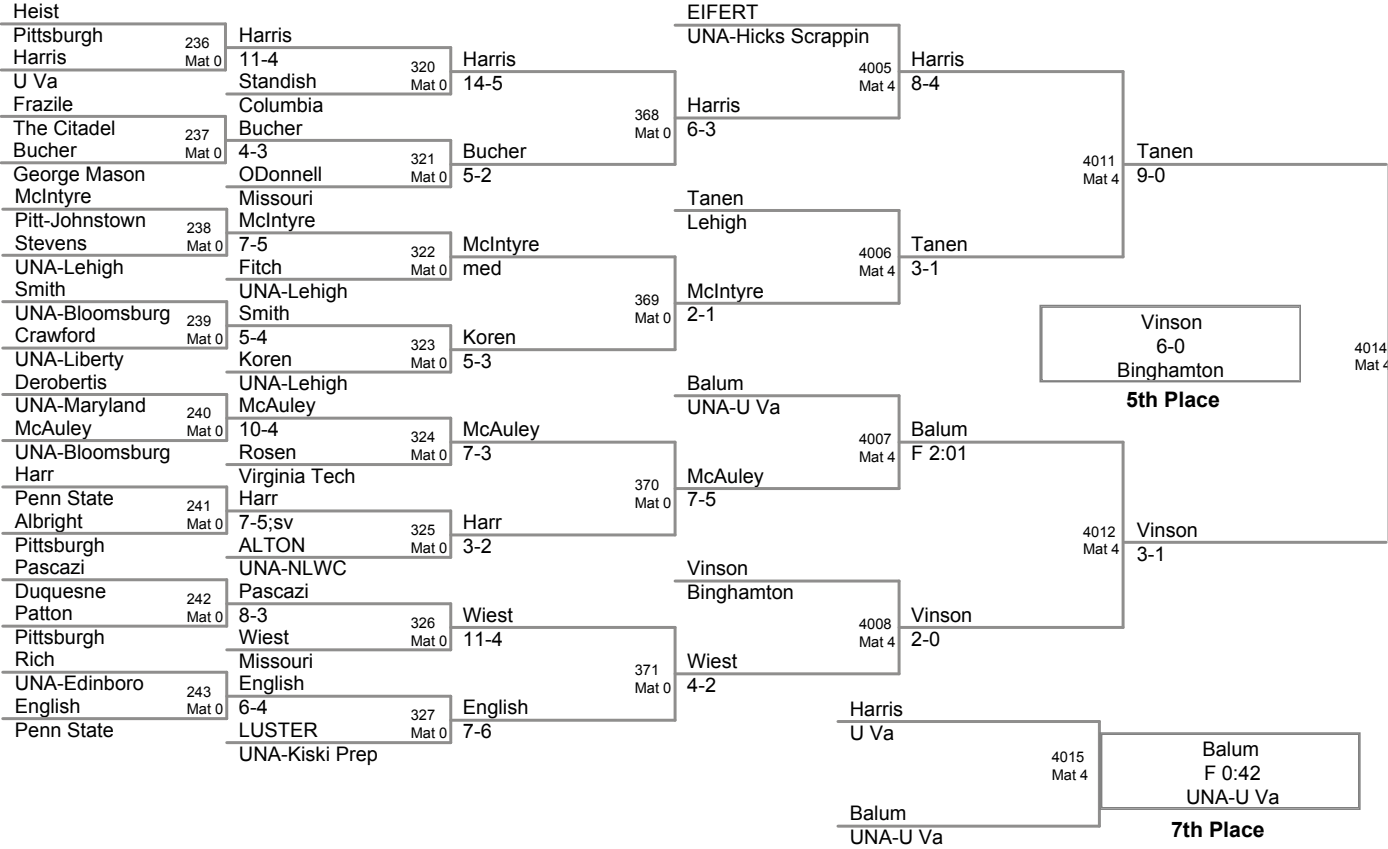 Heist
Pittsburgh
236
Harris
Mat 0
U Va
Frazile
The Citadel
237
Bucher
Mat 0
George Mason
McIntyre
Pitt-Johnstown
238
Stevens
Mat 0
UNA-Lehigh
Smith
UNA-Bloomsburg
239
Crawford
Mat 0
UNA-Liberty
Derobertis
UNA-Maryland
240
McAuley
Mat 0
UNA-Bloomsburg
Harr
Penn State
241
Albright
Mat 0
Pittsburgh
Pascazi
Duquesne
242
Patton
Mat 0
Pittsburgh
Rich
UNA-Edinboro
243
English
Mat 0
Penn State
Harris
11-4
320
Standish
Mat 0
Columbia
Bucher
4-3
321
ODonnell
Mat 0
Missouri
McIntyre
7-5
322
Fitch
Mat 0
UNA-Lehigh
Smith
5-4
323
Koren
Mat 0
UNA-Lehigh
McAuley
10-4
324
Rosen
Mat 0
Virginia Tech
Harr
7-5;sv
325
ALTON
Mat 0
UNA-NLWC
Pascazi
8-3
326
Wiest
Mat 0
Missouri
English
6-4
327
LUSTER
Mat 0
UNA-Kiski Prep
Harris
14-5
368
Mat 0
Bucher
5-2
McIntyre
med
369
Mat 0
Koren
5-3
McAuley
7-3
370
Mat 0
Harr
3-2
Wiest
11-4
371
Mat 0
English
7-6
EIFERT
UNA-Hicks Scrappin
4005
Mat 4
Harris
6-3
Tanen
Lehigh
4006
Mat 4
McIntyre
2-1
Balum
UNA-U Va
4007
Mat 4
McAuley
7-5
Vinson
Binghamton
4008
Mat 4
Wiest
4-2
Harris
8-4
4011
Mat 4
Tanen
3-1
Balum
F 2:01
4012
Mat 4
Vinson
2-0
Tanen
9-0
4014
Mat 4
Vinson
3-1
Vinson
6-0
Binghamton
5th Place
Harris
U Va
4015
Mat 4
Balum
UNA-U Va
Balum
F 0:42
UNA-U Va
7th Place